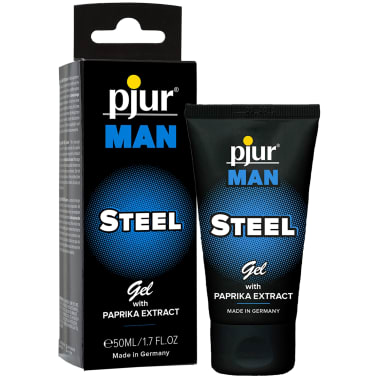 pjur®
MAN
STEEL
Gel
with
PAPRIKA EXTRACT
℮50ML/1.7 FL.OZ
Made in Germany
pjur®
MAN
STEEL
Gel
with
PAPRIKA EXTRACT
MADE IN GERMANY